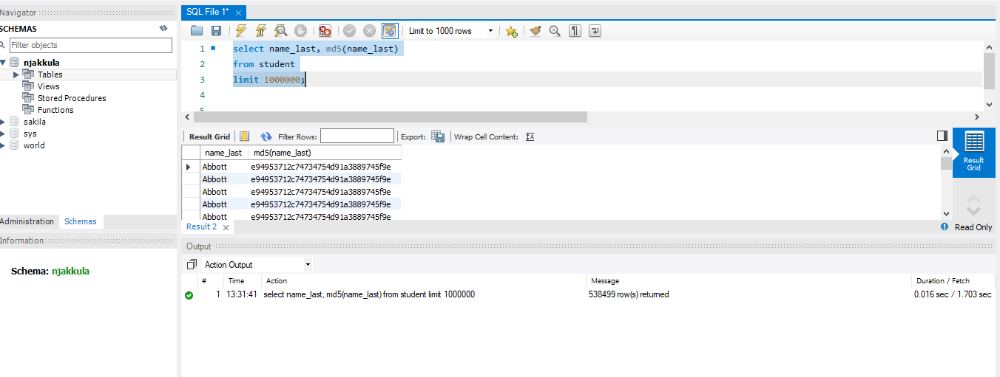 Navigator
SCHEMAS
Filter objects
njakkula
Tables
Views
Stored Procedures
Functions
sakila
sys
world
Administration Schemas
Information
Schema: njakkula
SQL File 1*
Limit to 1000 rows
1 select name_last, md5(name_last)
2 from student
3 limit 1000000;
4
5
Result Grid Filter Rows: Export: Wrap Cell Content:
name_last md5(name_last)
Abbott e94953712c74734754d91a3889745f9e
Abbott e94953712c74734754d91a3889745f9e
Abbott e94953712c74734754d91a3889745f9e
Abbott e94953712c74734754d91a3889745f9e
Abbott e94953712c74734754d91a3889745f9e
Result
Grid
Result 2
Read Only
Output
Action Output
# Time Action Message Duration / Fetch
1 13:31:41 select name_last, md5(name_last) from student limit 1000000 538499 row(s) returned 0.016 sec / 1.703 sec